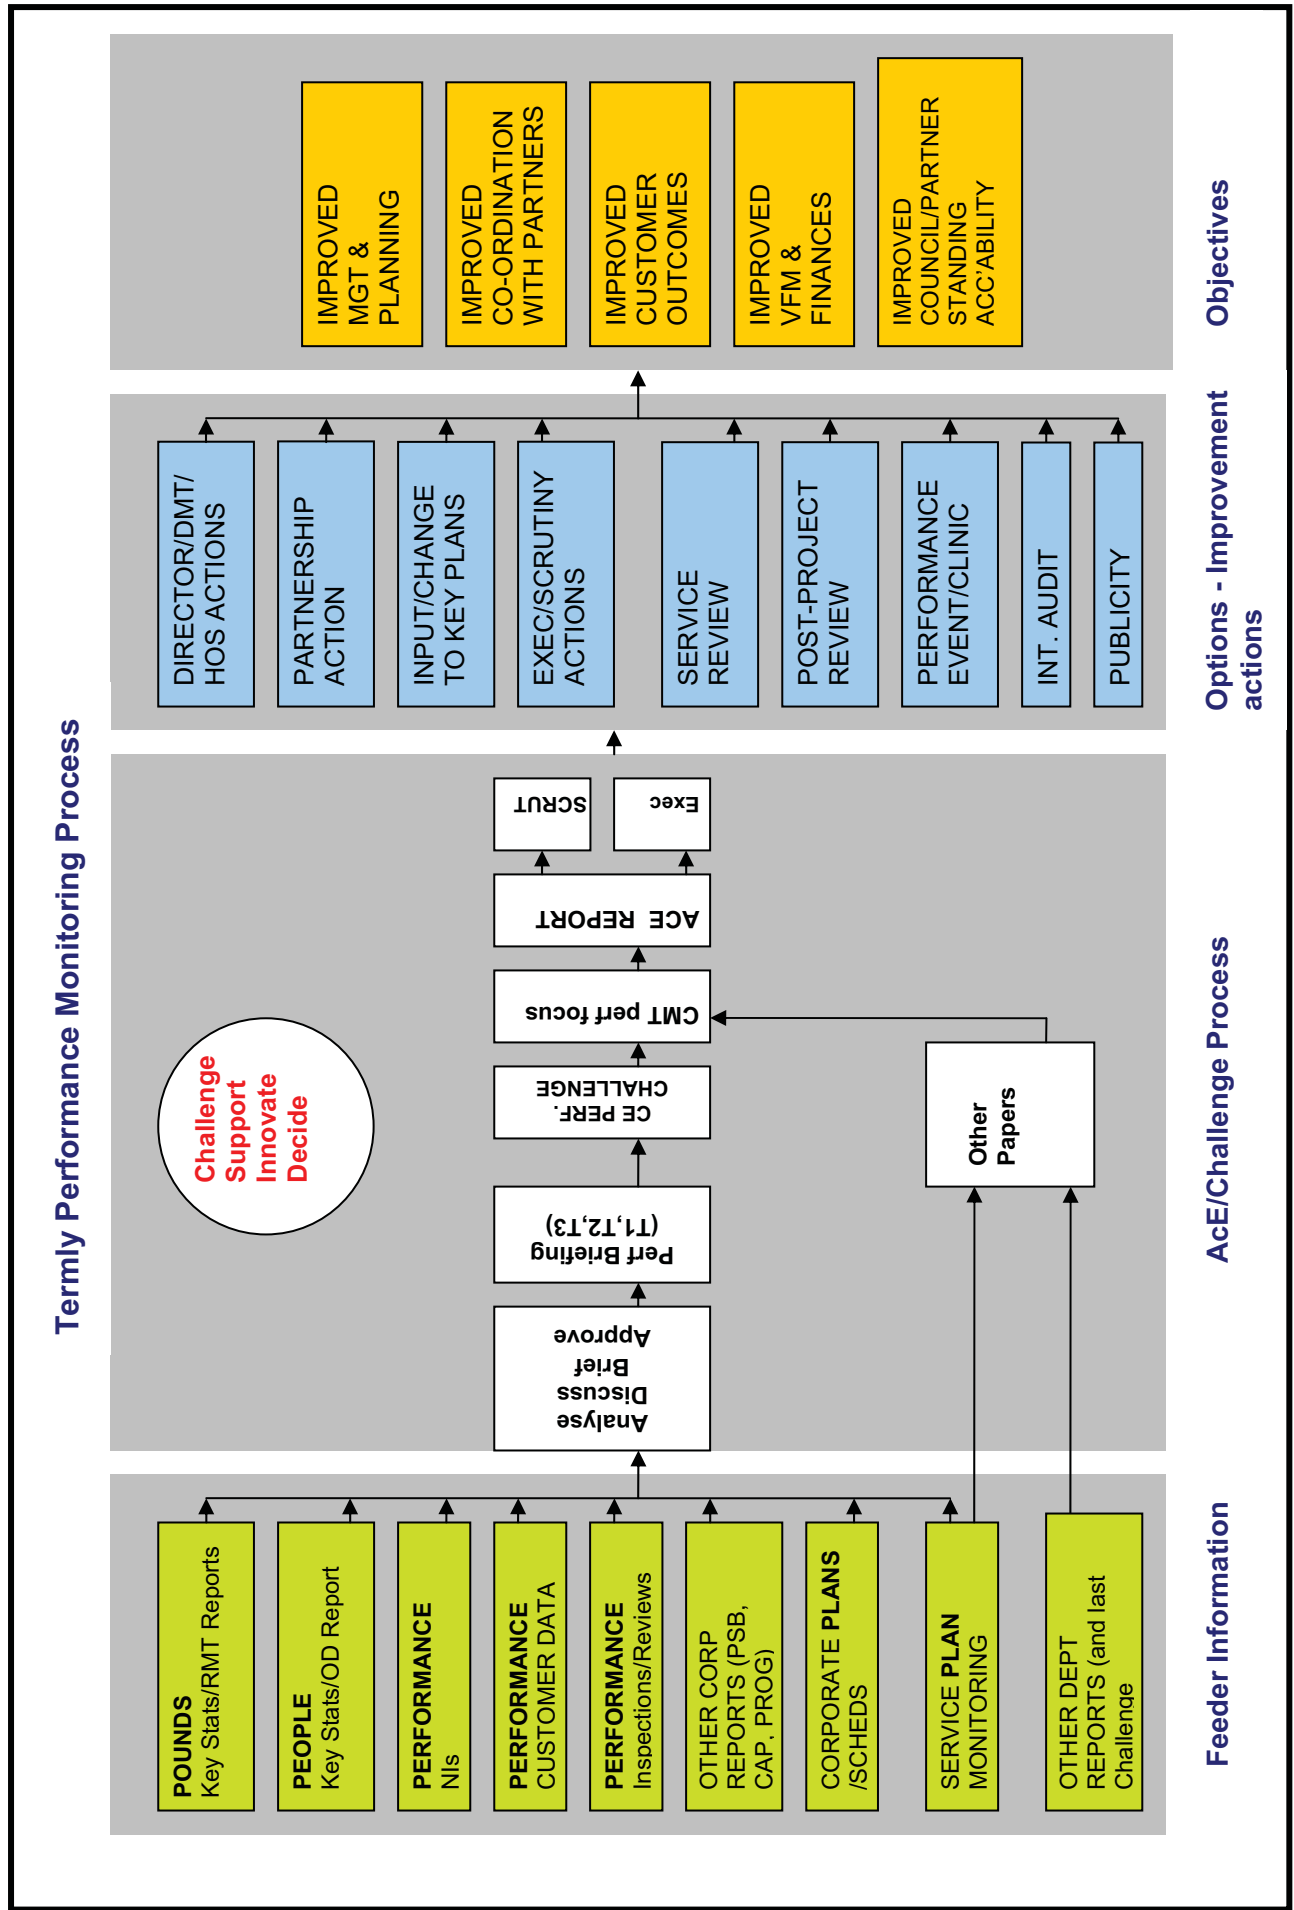 Termly Performance Monitoring Process
POUNDS
Key Stats/RMT Reports
PEOPLE
Key Stats/OD Report
PERFORMANCE
NIs
PERFORMANCE
CUSTOMER DATA
PERFORMANCE
Inspections/Reviews
OTHER CORP
REPORTS (PSB,
CAP, PROG)
CORPORATE PLANS
/SCHEDS
SERVICE PLAN
MONITORING
OTHER DEPT
REPORTS (and last
Challenge
Feeder Information
Challenge
Support
Innovate
Decide
Analyse
Discuss
Brief
Approve
Perf Briefing
(T1,T2,T3)
CE PERF.
CHALLENGE
CMT perf focus
ACE REPORT
SCRUT
Exec
Other
Papers
AcE/Challenge Process
DIRECTOR/DMT/
HOS ACTIONS
PARTNERSHIP
ACTION
INPUT/CHANGE
TO KEY PLANS
EXEC/SCRUTINY
ACTIONS
SERVICE
REVIEW
POST-PROJECT
REVIEW
PERFORMANCE
EVENT/CLINIC
INT. AUDIT
PUBLICITY
Options - Improvement
actions
IMPROVED
MGT &
PLANNING
IMPROVED
CO-ORDINATION
WITH PARTNERS
IMPROVED
CUSTOMER
OUTCOMES
IMPROVED
VFM &
FINANCES
IMPROVED
COUNCIL/PARTNER
STANDING
ACC'ABILITY
Objectives